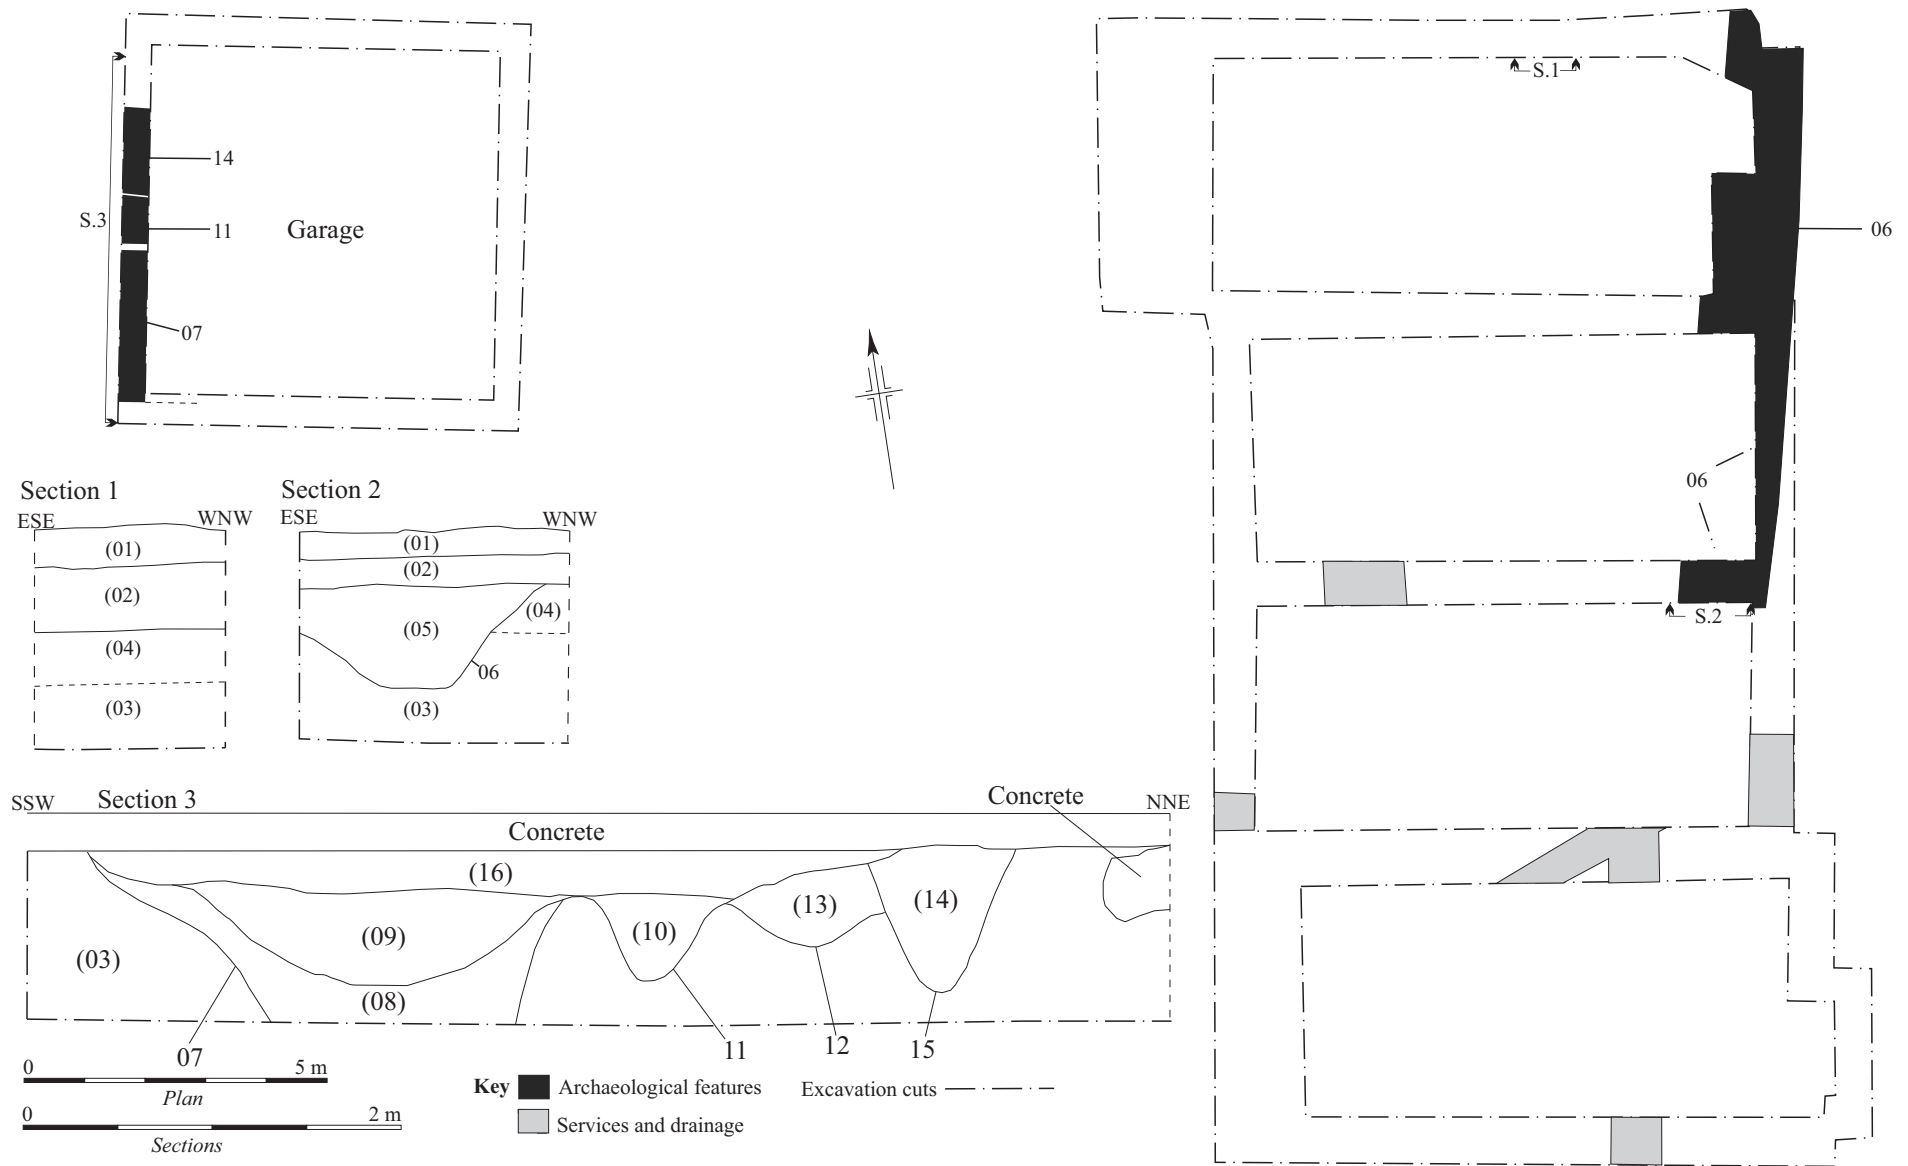 14
S.3
11
Garage
07
S.1
06
06
S.2
Section 1
ESE
WNW
(01)
(02)
(04)
(03)
Section 2
ESE
WNW
(01)
(02)
(04)
(05)
06
(03)
SSW
Section 3
Concrete
NNE
Concrete
(16)
(13)
(14)
(10)
(09)
(03)
(08)
07
11
12
15
0
5 m
Plan
0
2 m
Sections
Key
Archaeological features
Excavation cuts
Services and drainage